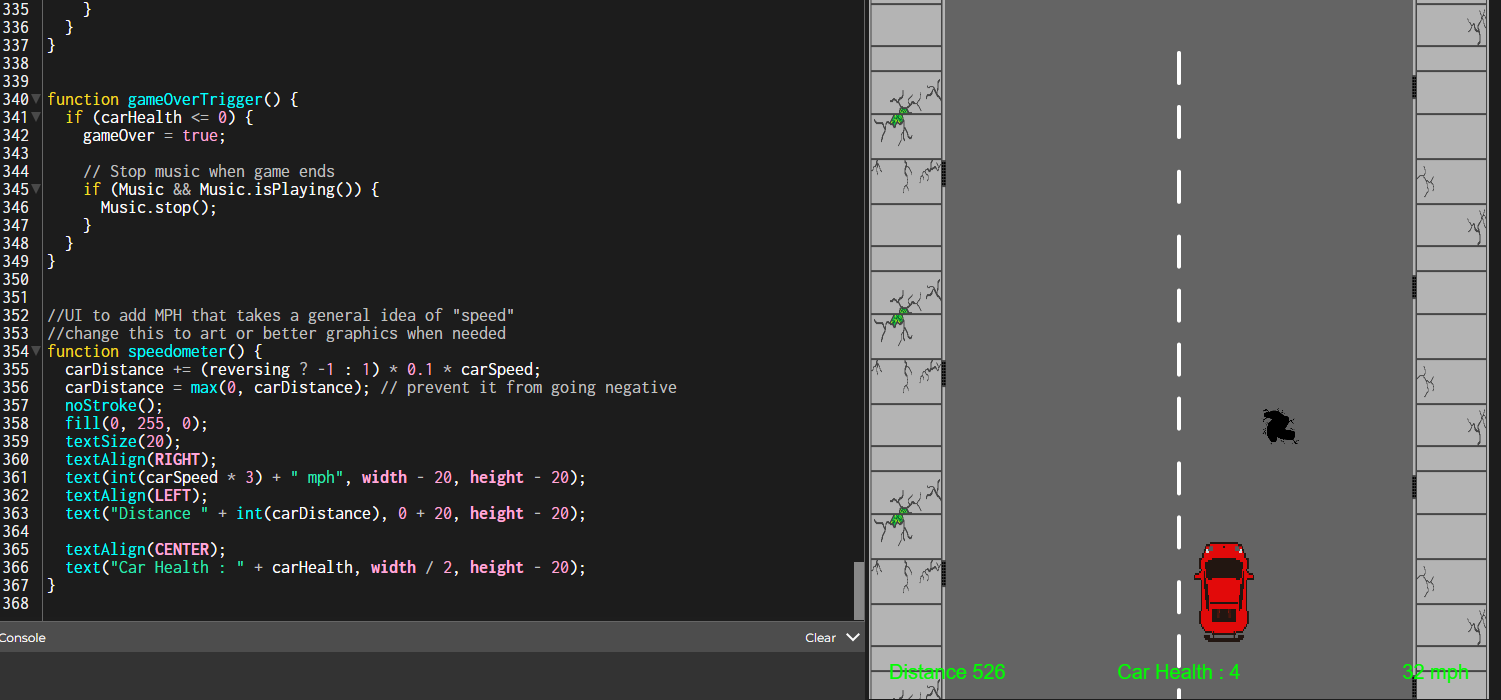 335 }
336 }
337 }
338
339
340 function gameOverTrigger() {
341 if (carHealth <= 0) {
342 gameOver = true;
343
344 // Stop music when game ends
345 if (Music && Music.isPlaying()) {
346 Music.stop();
347 }
348 }
349 }
350
351
352 //UI to add MPH that takes a general idea of "speed"
353 //change this to art or better graphics when needed
354 function speedometer() {
355 carDistance += (reversing ? -1 : 1) * 0.1 * carSpeed;
356 carDistance = max(0, carDistance); // prevent it from going negative
357 noStroke();
358 fill(0, 255, 0);
359 textSize(20);
360 textAlign(RIGHT);
361 text(int(carSpeed * 3) + " mph", width - 20, height - 20);
362 textAlign(LEFT);
363 text("Distance " + int(carDistance), 0 + 20, height - 20);
364
365 textAlign(CENTER);
366 text("Car Health : " + carHealth, width / 2, height - 20);
367 }
368
Console
Clear
Distance 526
Car Health : 4
32 mph